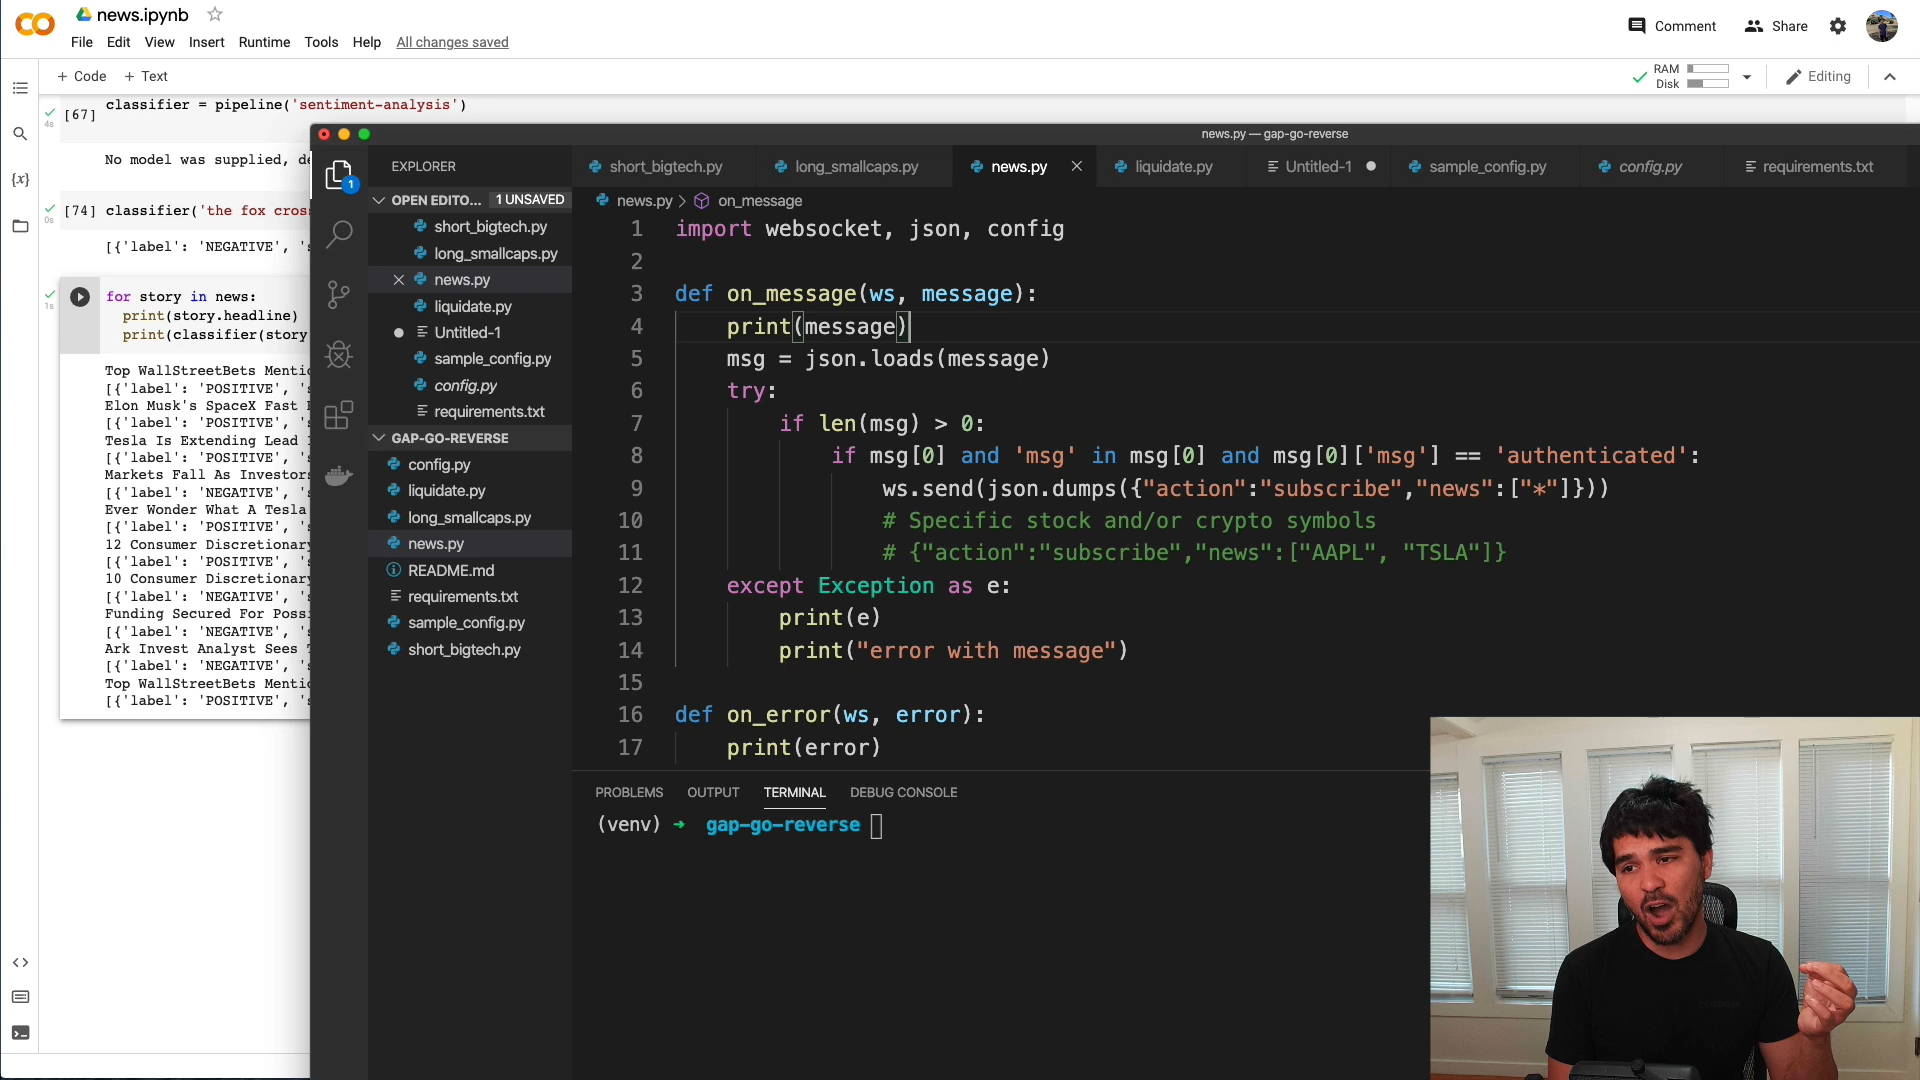 news.ipynb
File Edit View Insert Runtime Tools Help All changes saved
Comment Share
+ Code + Text
RAM
Disk
Editing
[67] classifier = pipeline('sentiment-analysis')
4s
No model was supplied,
[74] classifier('the fox cros
0s
[{'label': 'NEGATIVE', '
1s
for story in news:
print(story.headline)
print(classifier(story
Top WallStreetBets
[{'label': 'POSITIVE', '
Elon Musk's SpaceX Fast
[{'label': 'POSITIVE', '
Tesla Is Extending Lead
[{'label': 'POSITIVE', '
Markets Fall As Investors
[{'label': 'NEGATIVE', '
Ever Wonder What A Tesla
[{'label': 'POSITIVE', '
12 Consumer Discretionary
[{'label': 'POSITIVE', '
10 Consumer Discretionary
[{'label': 'NEGATIVE', '
Funding Secured For
[{'label': 'NEGATIVE', '
Ark Invest Analyst Sees
[{'label': 'NEGATIVE', '
Top WallStreetBets
[{'label': 'POSITIVE', '
{x}
<>
news.py — gap-go-reverse
EXPLORER
1
OPEN EDITO... 1 UNSAVED
short_bigtech.py
long_smallcaps.py
news.py
liquidate.py
Untitled-1
sample_config.py
config.py
requirements.txt
GAP-GO-REVERSE
config.py
liquidate.py
long_smallcaps.py
news.py
README.md
requirements.txt
sample_config.py
short_bigtech.py
short_bigtech.py long_smallcaps.py news.py liquidate.py Untitled-1 sample_config.py config.py requirements.txt
news.py > on_message
1 import websocket, json, config
2
3 def on_message(ws, message):
4 print(message)
5 msg = json.loads(message)
6 try:
7 if len(msg) > 0:
8 if msg[0] and 'msg' in msg[0] and msg[0]['msg'] == 'authenticated':
9 ws.send(json.dumps({"action":"subscribe","news":["*"]}))
10 # Specific stock and/or crypto symbols
11 # {"action":"subscribe","news":["AAPL", "TSLA"]}
12 except Exception as e:
13 print(e)
14 print("error with message")
15
16 def on_error(ws, error):
17 print(error)
PROBLEMS OUTPUT TERMINAL DEBUG CONSOLE
(venv) → gap-go-reverse